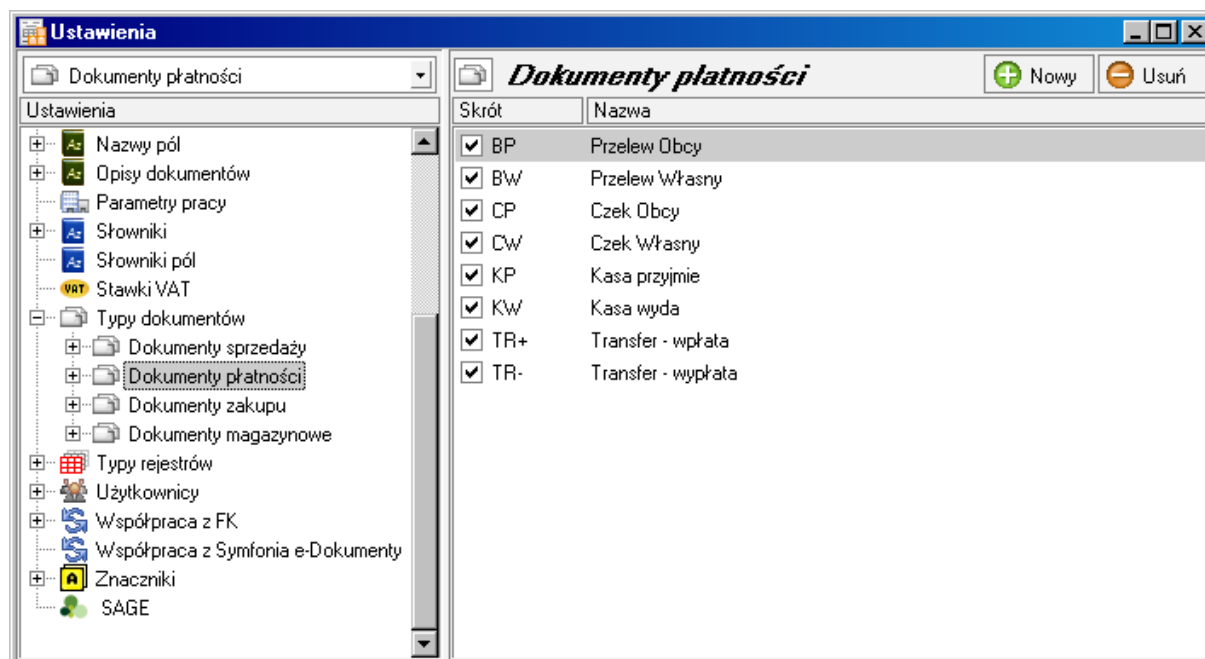 Ustawienia
Dokumenty płatności
Ustawienia
Nazwy pól
Opisy dokumentów
Parametry pracy
Słowniki
Słowniki pól
VAT Stawki VAT
Typy dokumentów
Dokumenty sprzedaży
Dokumenty płatności
Dokumenty zakupu
Dokumenty magazynowe
Typy rejestrów
Użytkownicy
Współpraca z FK
Współpraca z Symfonia e-Dokumenty
A Znaczniki
SAGE
Dokumenty płatności Nowy Usuń
Skrót Nazwa
BP Przelew Obcy
BW Przelew Własny
CP Czek Obcy
CW Czek Własny
KP Kasa przyjmie
KW Kasa wyda
TR+ Transfer - wpłata
TR- Transfer - wypłata